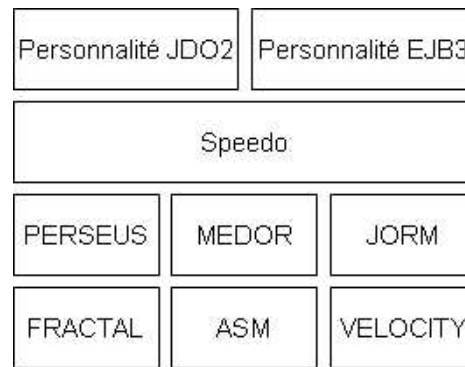 Personnalité JDO2 Personnalité EJB3
Speedo
PERSEUS MEDOR JORM
FRACTAL ASM VELOCITY